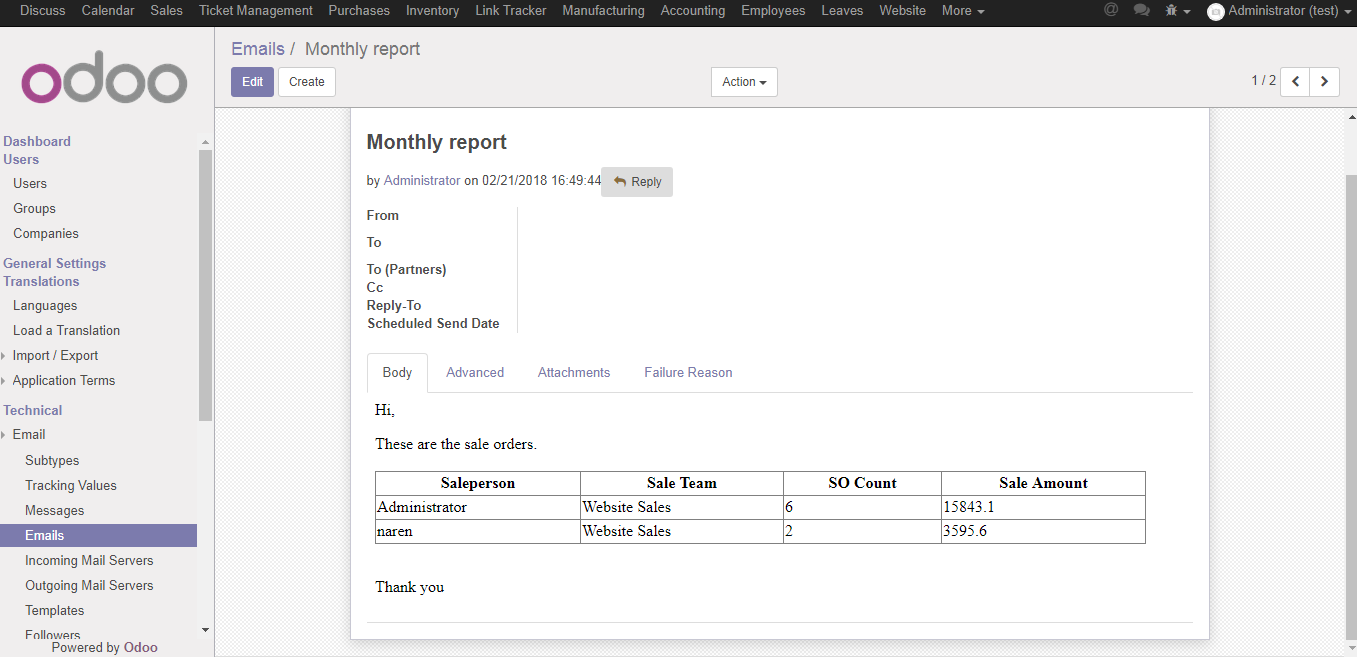 Discuss Calendar Sales Ticket Management Purchases Inventory Link Tracker Manufacturing Accounting Employees Leaves Website More @ Administrator (test)
odoo
Dashboard
Users
Users
Groups
Companies
General Settings
Translations
Languages
Load a Translation
Import / Export
Application Terms
Technical
Email
Subtypes
Tracking Values
Messages
Emails
Incoming Mail Servers
Outgoing Mail Servers
Templates
Followers
Powered by Odoo
Emails / Monthly report
Edit Create Action 1 / 2
Monthly report
by Administrator on 02/21/2018 16:49:44 Reply
From
To
To (Partners)
Cc
Reply-To
Scheduled Send Date
Body Advanced Attachments Failure Reason
Hi,
These are the sale orders.
Saleperson Sale Team SO Count Sale Amount
Administrator Website Sales 6 15843.1
naren Website Sales 2 3595.6
Thank you